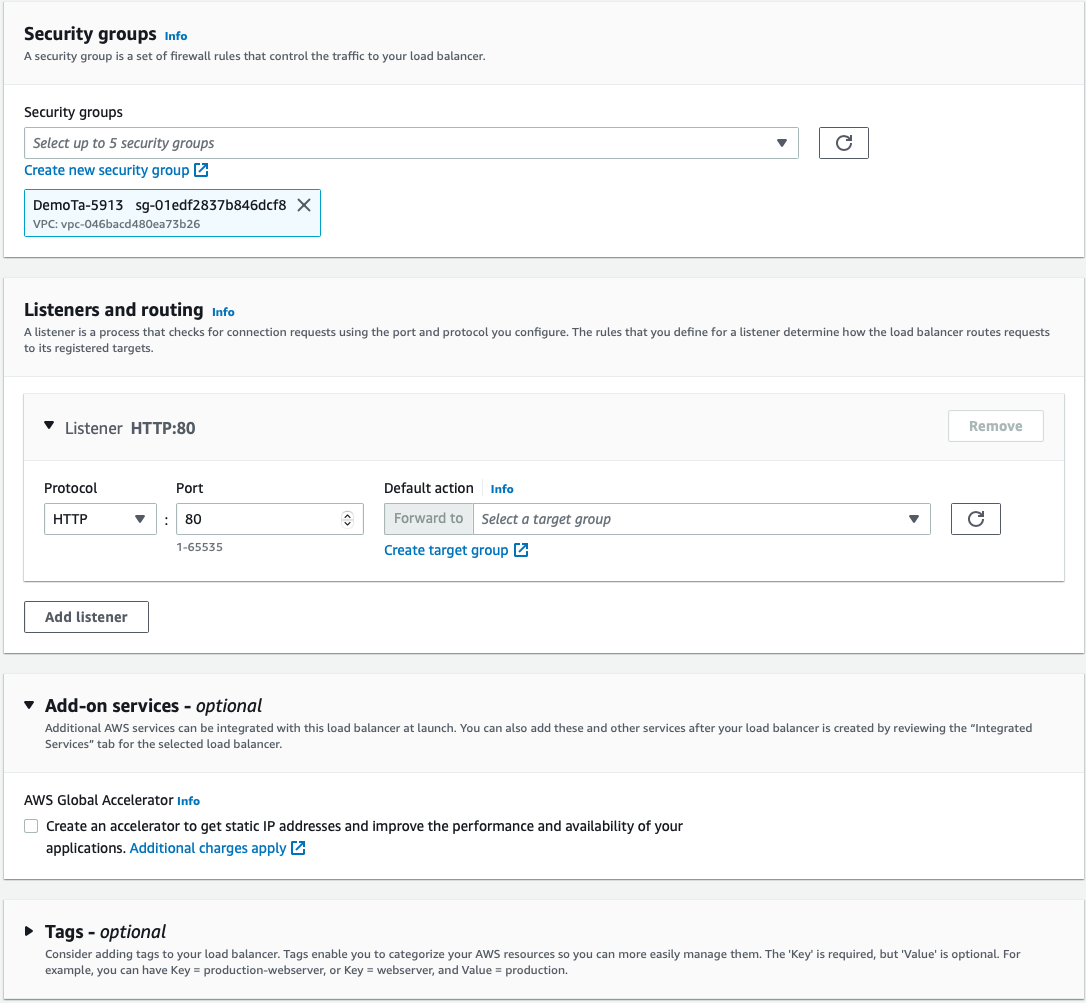 Security groups Info
A security group is a set of firewall rules that control the traffic to your load balancer.
Security groups
Select up to 5 security groups
Create new security group
DemoTa-5913 sg-01edf2837b846dcf8
VPC: vpc-046bacd480ea73b26
Listeners and routing Info
A listener is a process that checks for connection requests using the port and protocol you configure. The rules that you define for a listener determine how the load balancer routes requests
to its registered targets.
Listener HTTP:80
Remove
Protocol Port Default action Info
HTTP : 80 Forward to Select a target group
1-65535
Create target group
Add listener
Add-on services - optional
Additional AWS services can be integrated with this load balancer at launch. You can also add these and other services after your load balancer is created by reviewing the “Integrated
Services” tab for the selected load balancer.
AWS Global Accelerator Info
Create an accelerator to get static IP addresses and improve the performance and availability of your
applications. Additional charges apply
Tags - optional
Consider adding tags to your load balancer. Tags enable you to categorize your AWS resources so you can more easily manage them. The 'Key' is required, but 'Value' is optional. For
example, you can have Key = production-webserver, or Key = webserver, and Value = production.